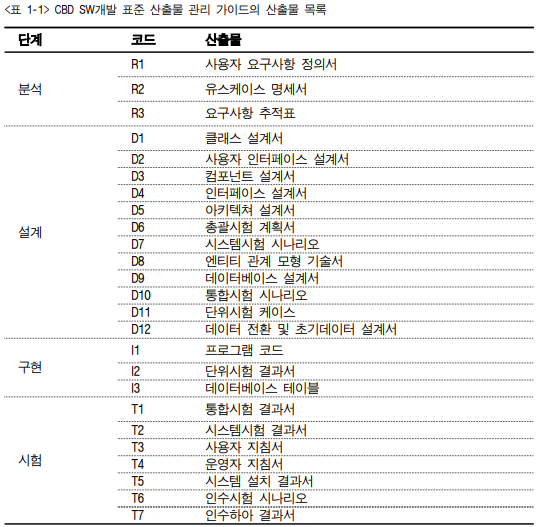 <표 1-1> CBD SW개발 표준 산출물 관리 가이드의 산출물 목록
단계 코드 산출물
분석
R1 사용자 요구사항 정의서
R2 유스케이스 명세서
R3 요구사항 추적표
설계
D1 클래스 설계서
D2 사용자 인터페이스 설계서
D3 컴포넌트 설계서
D4 인터페이스 설계서
D5 아키텍쳐 설계서
D6 총괄시험 계획서
D7 시스템시험 시나리오
D8 엔티티 관계 모형 기술서
D9 데이터베이스 설계서
D10 통합시험 시나리오
D11 단위시험 케이스
D12 데이터 전환 및 초기데이터 설계서
구현
I1 프로그램 코드
I2 단위시험 결과서
I3 데이터베이스 테이블
시험
T1 통합시험 결과서
T2 시스템시험 결과서
T3 사용자 지침서
T4 운영자 지침서
T5 시스템 설치 결과서
T6 인수시험 시나리오
T7 인수하아 결과서